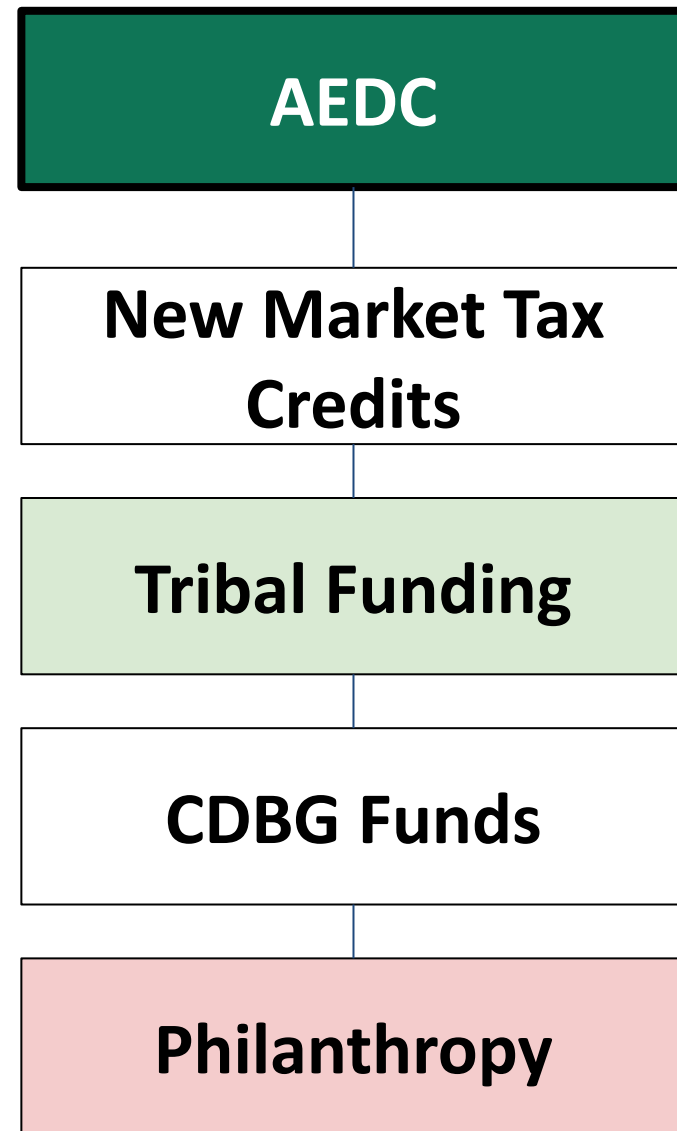 AEDC
New Market Tax
Credits
Tribal Funding
CDBG Funds
Philanthropy